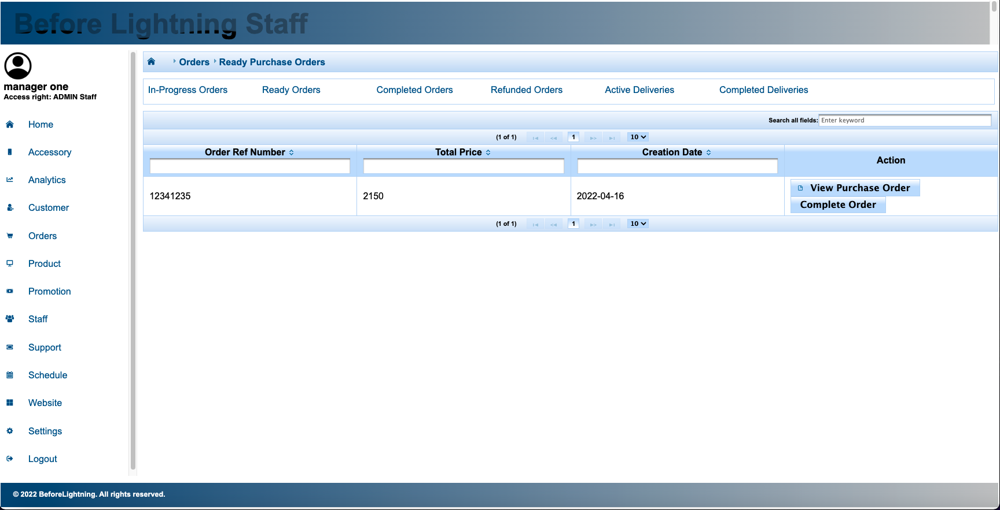 Before Lightning Staff
manager one
Access right: ADMIN Staff
Home
Accessory
Analytics
Customer
Orders
Product
Promotion
Staff
Support
Schedule
Website
Settings
Logout
Orders Ready Purchase Orders
In-Progress Orders Ready Orders Completed Orders Refunded Orders Active Deliveries Completed Deliveries
Search all fields: Enter keyword
(1 of 1) 1 10
Order Ref Number Total Price Creation Date Action
12341235 2150 2022-04-16 View Purchase Order
Complete Order
(1 of 1) 1 10
© 2022 BeforeLightning. All rights reserved.